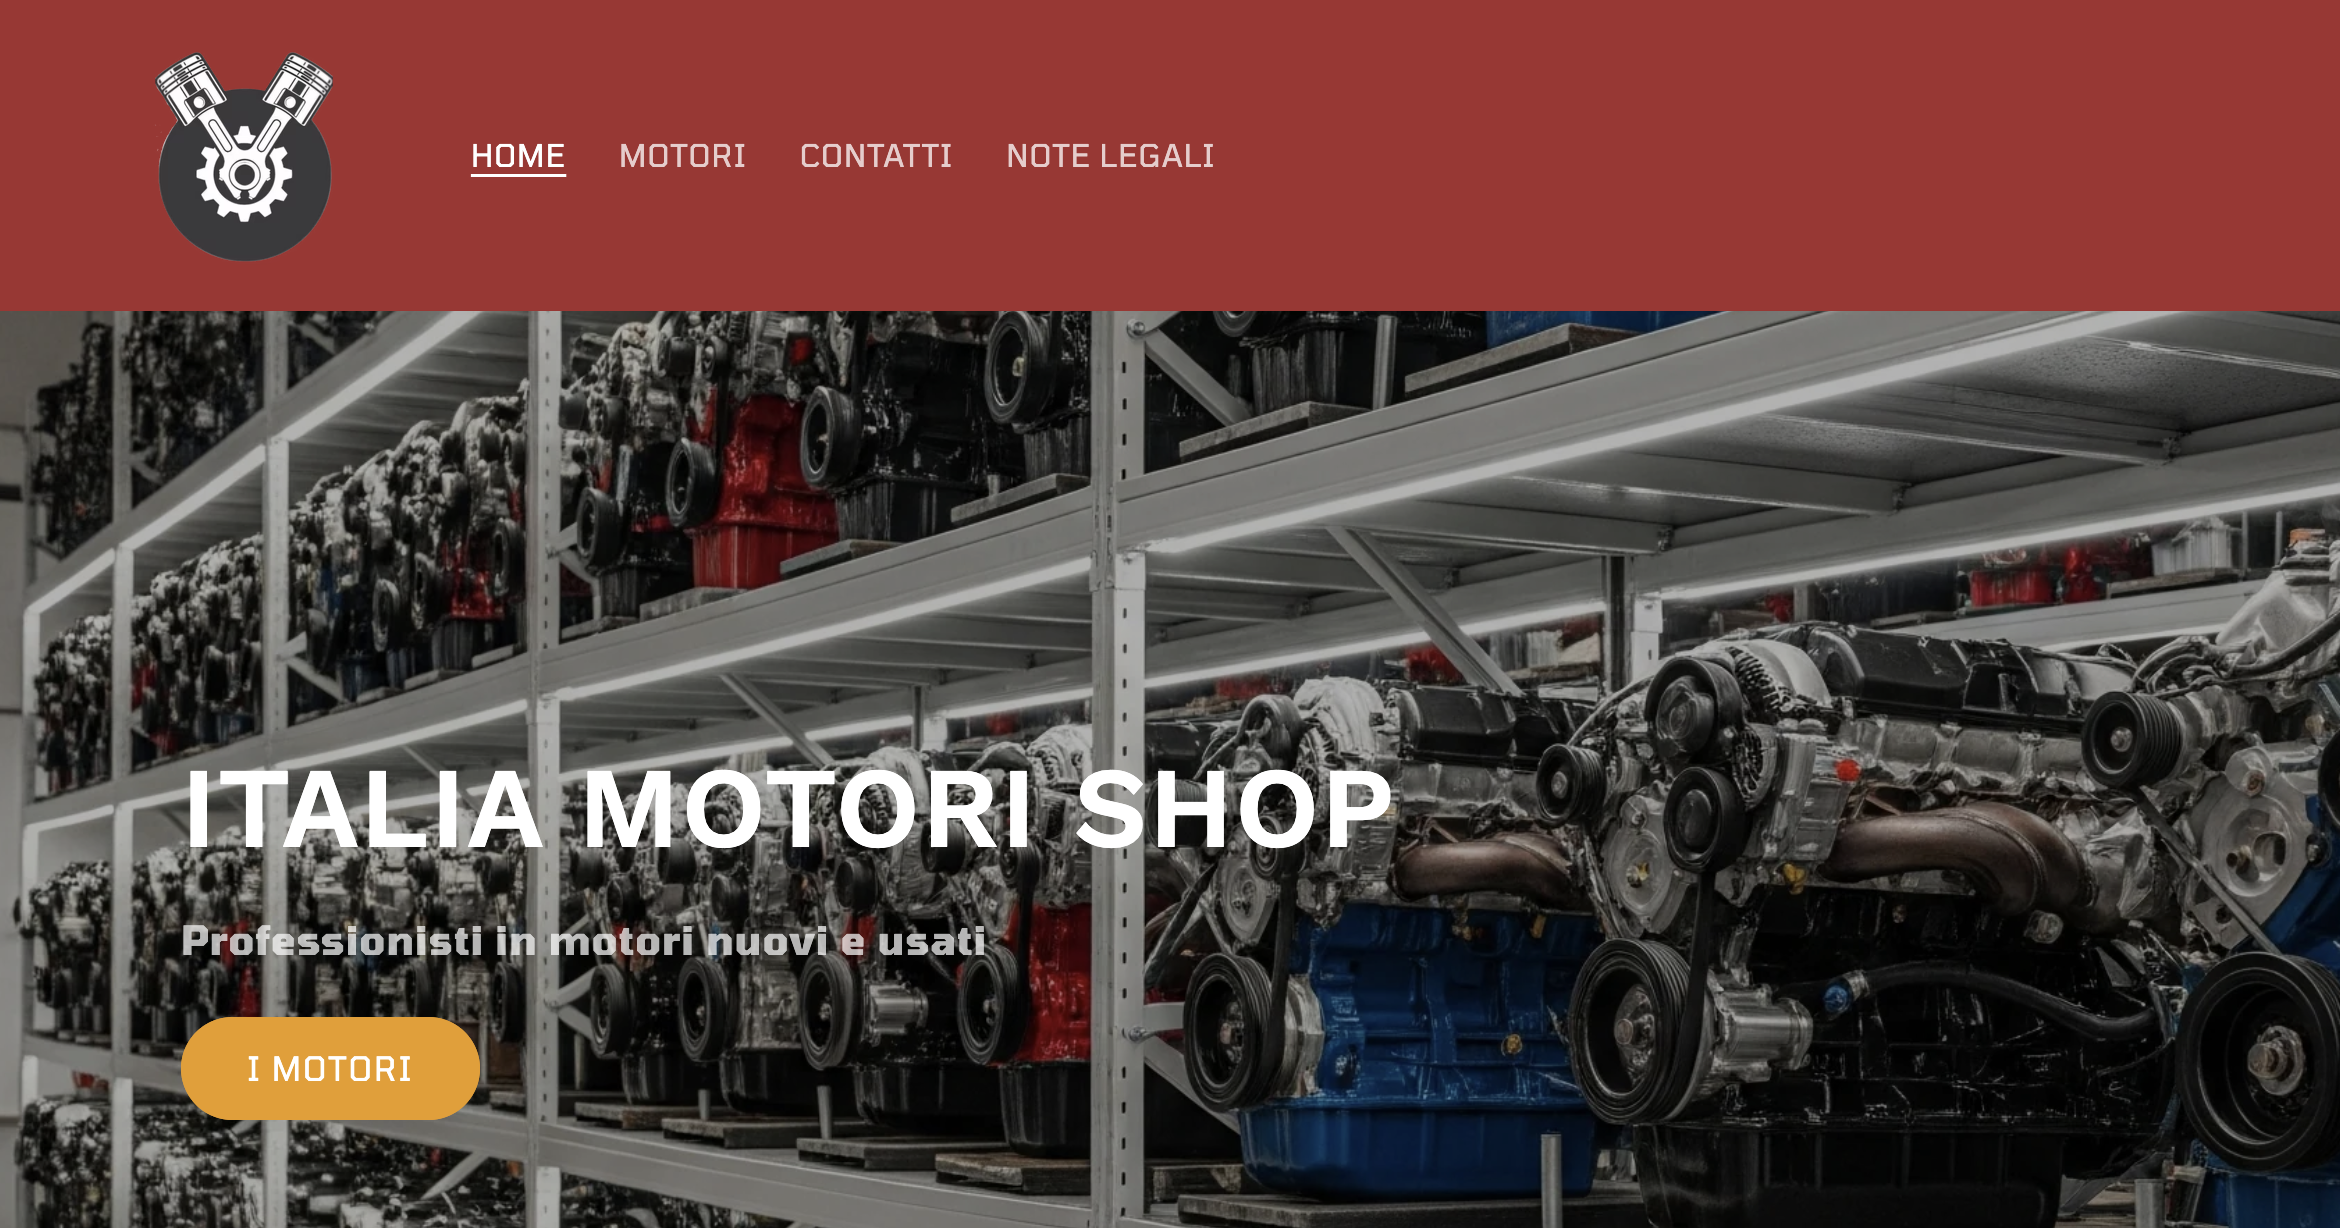 HOME MOTORI CONTATTI NOTE LEGALI
ITALIA MOTORI SHOP
Professionisti in motori nuovi e usati
I MOTORI